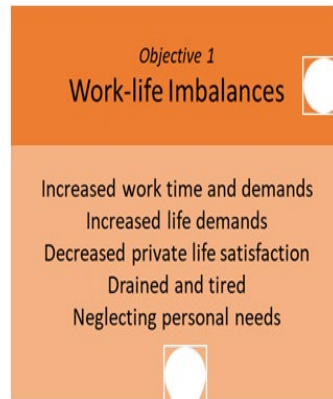 Objective 1
Work-life Imbalances
Increased work time and demands
Increased life demands
Decreased private life satisfaction
Drained and tired
Neglecting personal needs